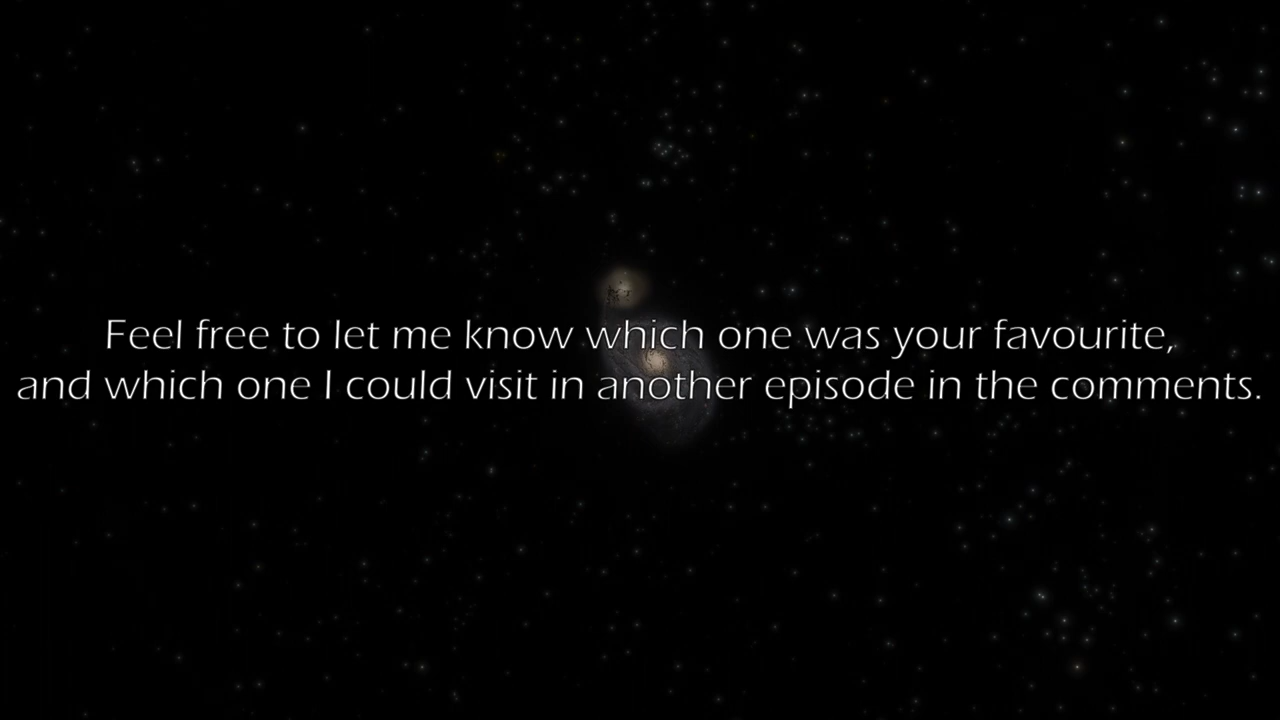 Feel free to let me know which one was your favourite,
and which one I could visit in another episode in the comments.